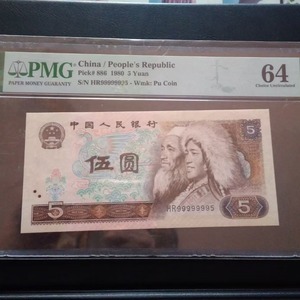 PMG
PAPER MONEY GUARANTY
China / People's Republic
Pick# 886 1980 5 Yuan
S/N HR99999995 - Wmk: Pu Coin
64
Choice Uncirculated
中国人民银行
5
伍圆
5
HR99999995
5